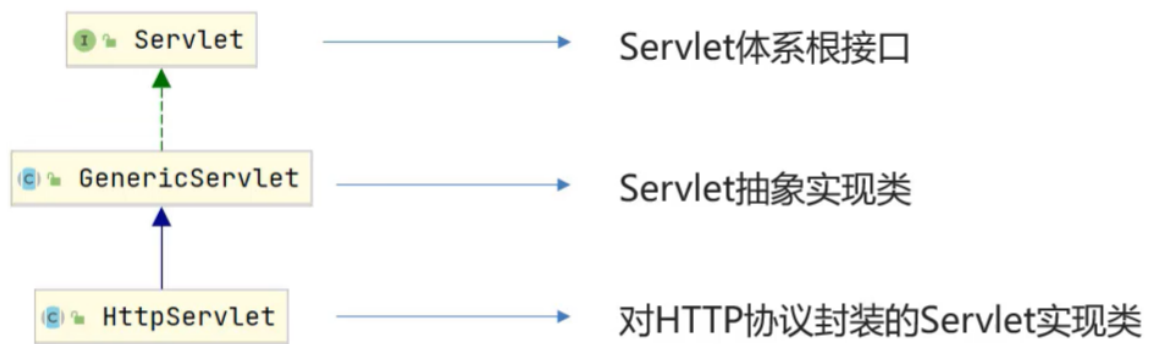 I Servlet
Servlet体系根接口
C GenericServlet
Servlet抽象实现类
C HttpServlet
对HTTP协议封装的Servlet实现类